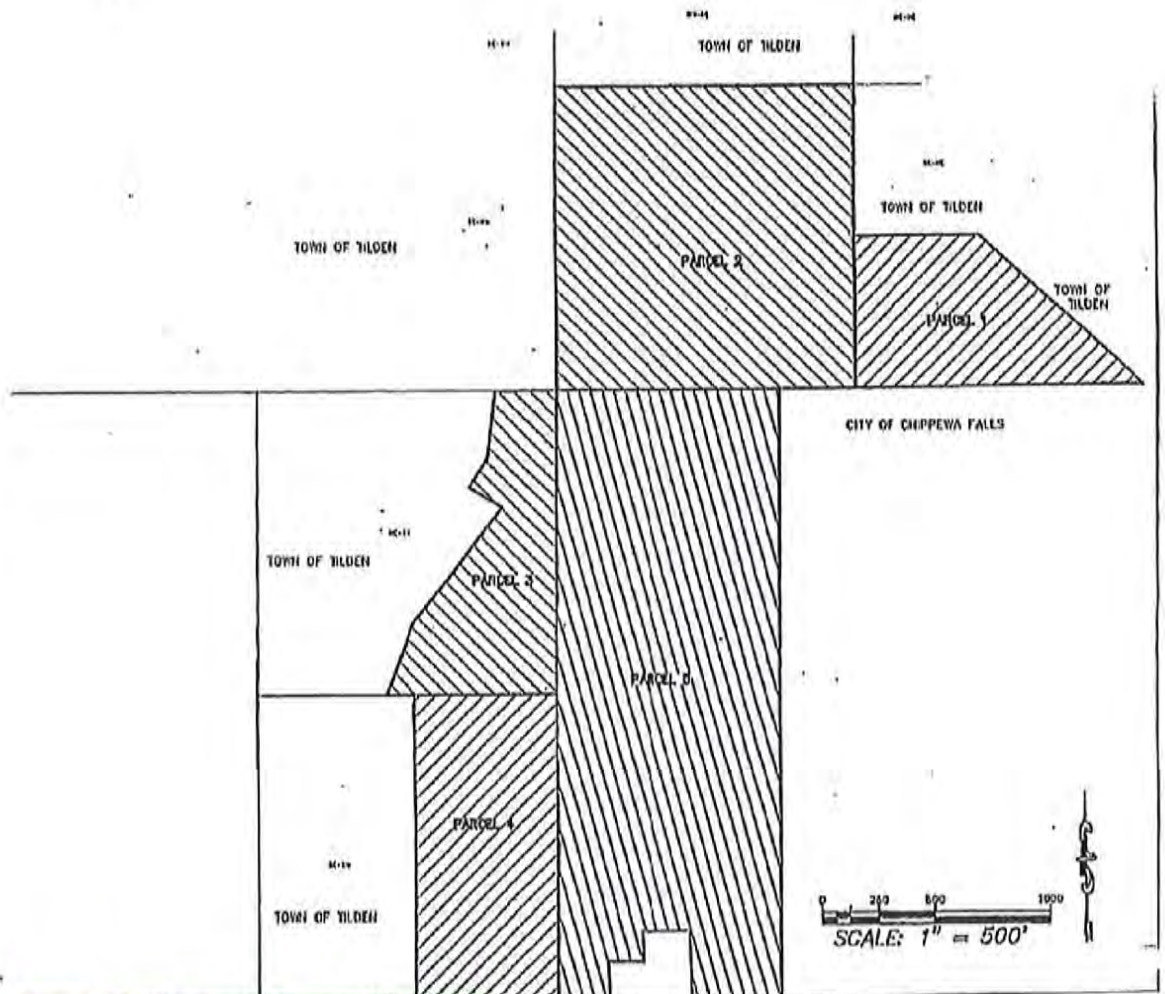 TOWN OF TILDEN
TOWN OF TILDEN
TOWN OF TILDEN
PARCEL 2
TOWN OF
TILDEN
PARCEL 1
CITY OF CHIPPEWA FALLS
TOWN OF TILDEN
PARCEL 3
PARCEL 5
PARCEL 4
TOWN OF TILDEN
0 250 500 1000
SCALE: 1" = 500'